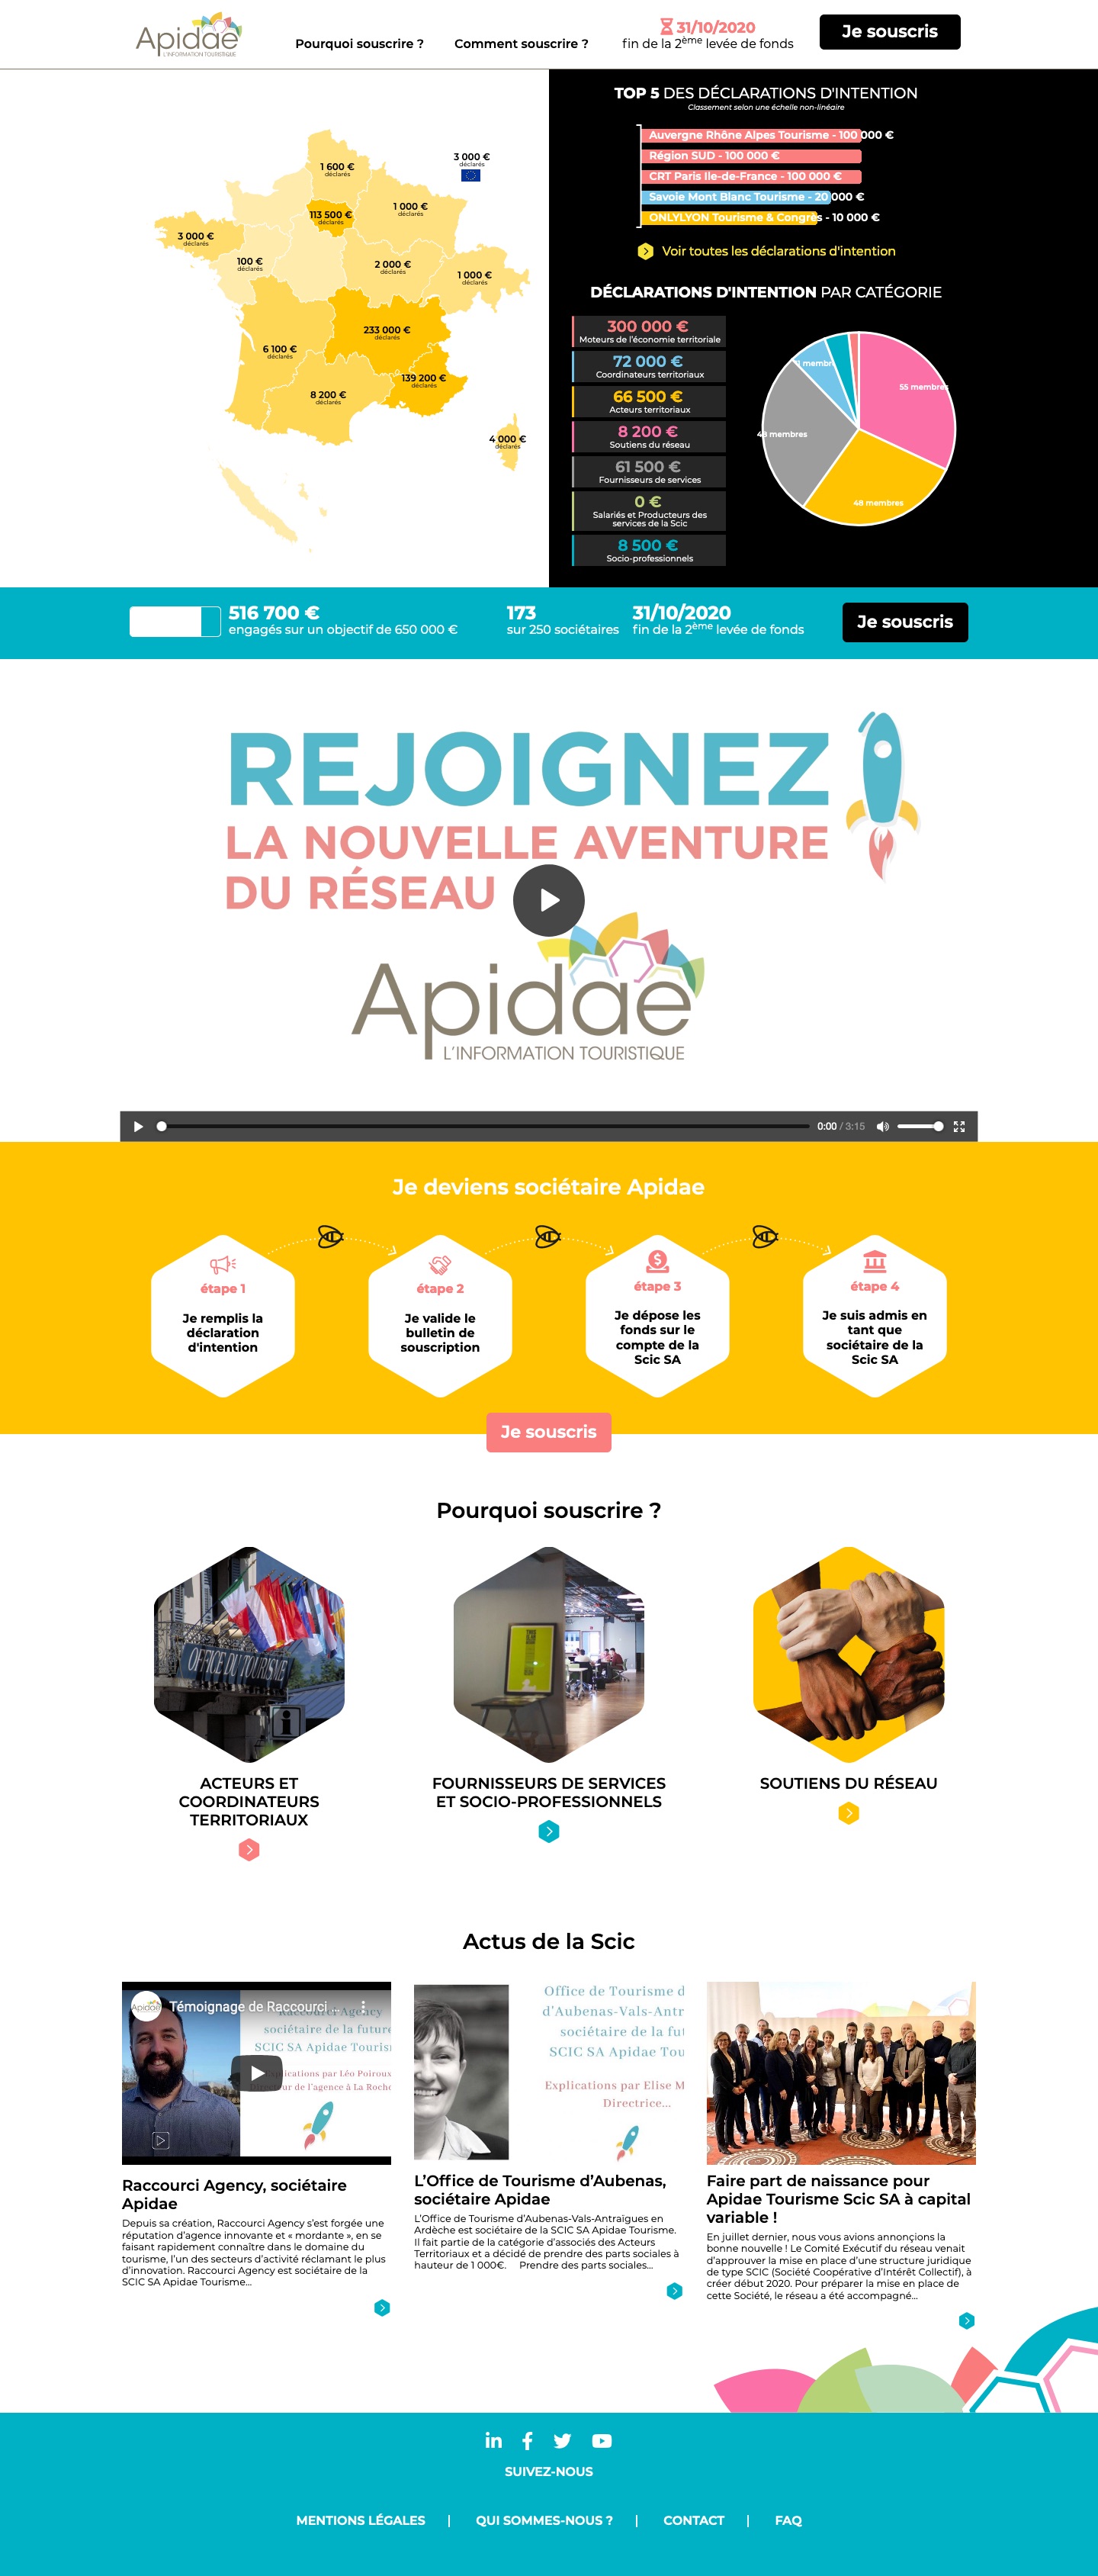 Apidae
L'INFORMATION TOURISTIQUE
Pourquoi souscrire ?
Comment souscrire ?
31/10/2020
fin de la 2ème levée de fonds
Je souscris
1 600 €
déclarés
3 000 €
déclarés
113 500 €
déclarés
1 000 €
déclarés
3 000 €
déclarés
100 €
déclarés
2 000 €
déclarés
1 000 €
déclarés
233 000 €
déclarés
6 100 €
déclarés
139 200 €
déclarés
8 200 €
déclarés
4 000 €
déclarés
TOP 5 DES DÉCLARATIONS D'INTENTION
Classement selon une échelle non-linéaire
Auvergne Rhône Alpes Tourisme - 100 000 €
Région SUD - 100 000 €
CRT Paris Ile-de-France - 100 000 €
Savoie Mont Blanc Tourisme - 20 000 €
ONLYLYON Tourisme & Congrès - 10 000 €
Voir toutes les déclarations d'intention
DÉCLARATIONS D'INTENTION PAR CATÉGORIE
300 000 €
Moteurs de l'économie territoriale
72 000 €
Coordinateurs territoriaux
66 500 €
Acteurs territoriaux
8 200 €
Soutiens du réseau
61 500 €
Fournisseurs de services
0 €
Salariés et Producteurs des
services de la Scic
8 500 €
Socio-professionnels
membr
55 membres
membres
48 membres
516 700 €
engagés sur un objectif de 650 000 €
173
sur 250 sociétaires
31/10/2020
fin de la 2ème levée de fonds
Je souscris
REJOIGNEZ
LA NOUVELLE AVENTURE
DU RÉSEAU
Apidae
L'INFORMATION TOURISTIQUE
0:00 / 3:15
Je deviens sociétaire Apidae
étape 1
Je remplis la
déclaration
d'intention
étape 2
Je valide le
bulletin de
souscription
étape 3
Je dépose les
fonds sur le
compte de la
Scic SA
étape 4
Je suis admis en
tant que
sociétaire de la
Scic SA
Je souscris
Pourquoi souscrire ?
OFFICE DU TOURISME
i
ACTEURS ET
COORDINATEURS
TERRITORIAUX
FOURNISSEURS DE SERVICES
ET SOCIO-PROFESSIONNELS
SOUTIENS DU RÉSEAU
Actus de la Scic
Apidae
Témoignage de Raccourci ...
Raccourci Agency
sociétaire de la future
SCIC SA Apidae Touris
plications par Léo Poiroux
ur de l'agence à La Roche
Raccourci Agency, sociétaire
Apidae
Depuis sa création, Raccourci Agency s'est forgée une
réputation d'agence innovante et « mordante », en se
faisant rapidement connaître dans le domaine du
tourisme, l'un des secteurs d'activité réclamant le plus
d'innovation. Raccourci Agency est sociétaire de la
SCIC SA Apidae Tourisme...
Office de Tourisme d
d'Aubenas-Vals-Antr
sociétaire de la fut
SCIC SA Apidae Tou
Explications par Elise M
Directrice...
L'Office de Tourisme d'Aubenas,
sociétaire Apidae
L'Office de Tourisme d'Aubenas-Vals-Antraïgues en
Ardèche est sociétaire de la SCIC SA Apidae Tourisme.
Il fait partie de la catégorie d'associés des Acteurs
Territoriaux et a décidé de prendre des parts sociales à
hauteur de 1 000€. Prendre des parts sociales...
Faire part de naissance pour
Apidae Tourisme Scic SA à capital
variable !
En juillet dernier, nous vous avions annonçions la
bonne nouvelle ! Le Comité Exécutif du réseau venait
d'approuver la mise en place d'une structure juridique
de type SCIC (Société Coopérative d'Intérêt Collectif), à
créer début 2020. Pour préparer la mise en place de
cette Société, le réseau a été accompagné...
SUIVEZ-NOUS
MENTIONS LÉGALES | QUI SOMMES-NOUS ? | CONTACT | FAQ